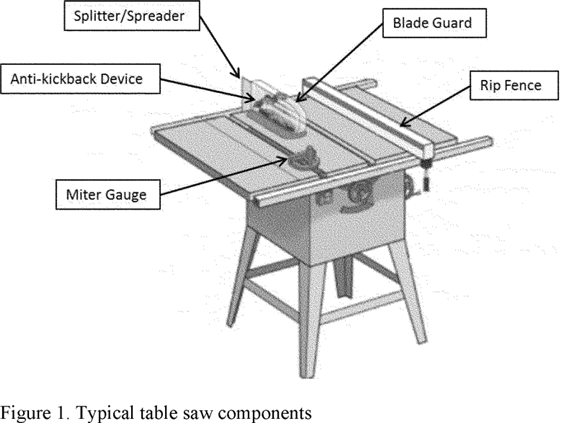 Splitter/Spreader
Blade Guard
Anti-kickback Device
Rip Fence
Miter Gauge
Figure 1. Typical table saw components